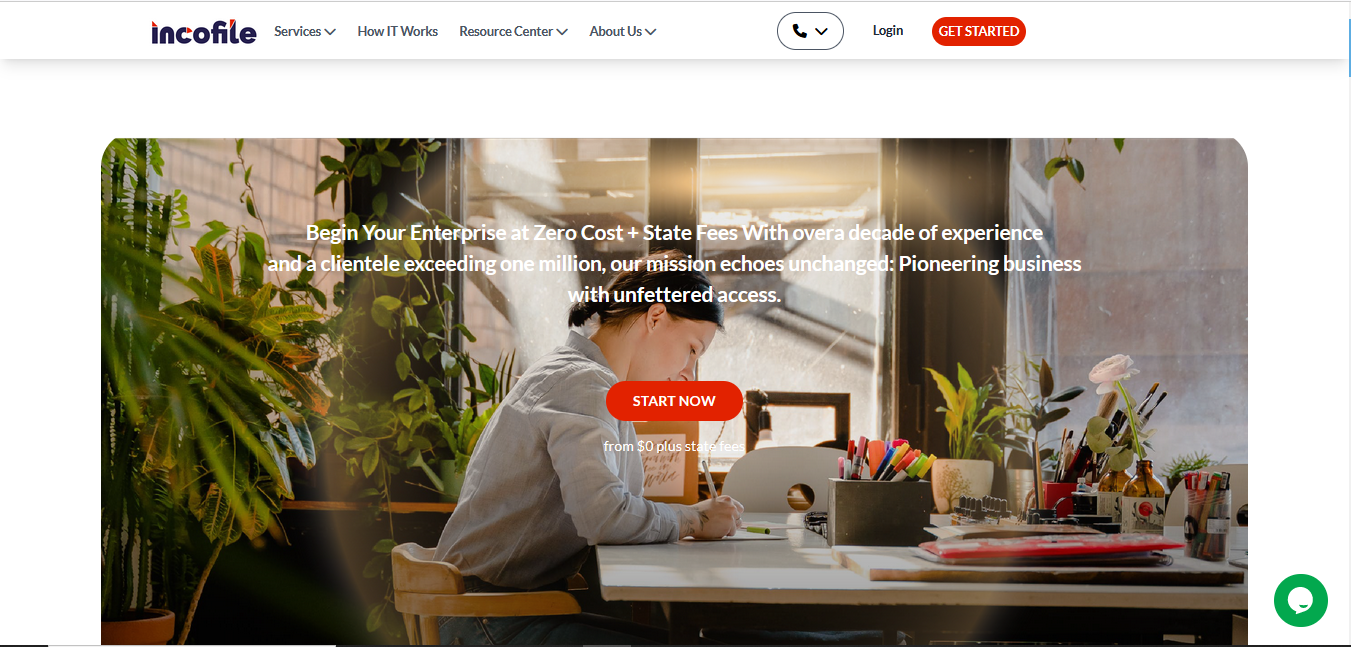 incofile
Services
How IT Works
Resource Center
About Us
Login
GET STARTED
Begin Your Enterprise at Zero Cost + State Fees With overa decade of experience
and a clientele exceeding one million, our mission echoes unchanged: Pioneering business
with unfettered access.
START NOW
from $0 plus state fees